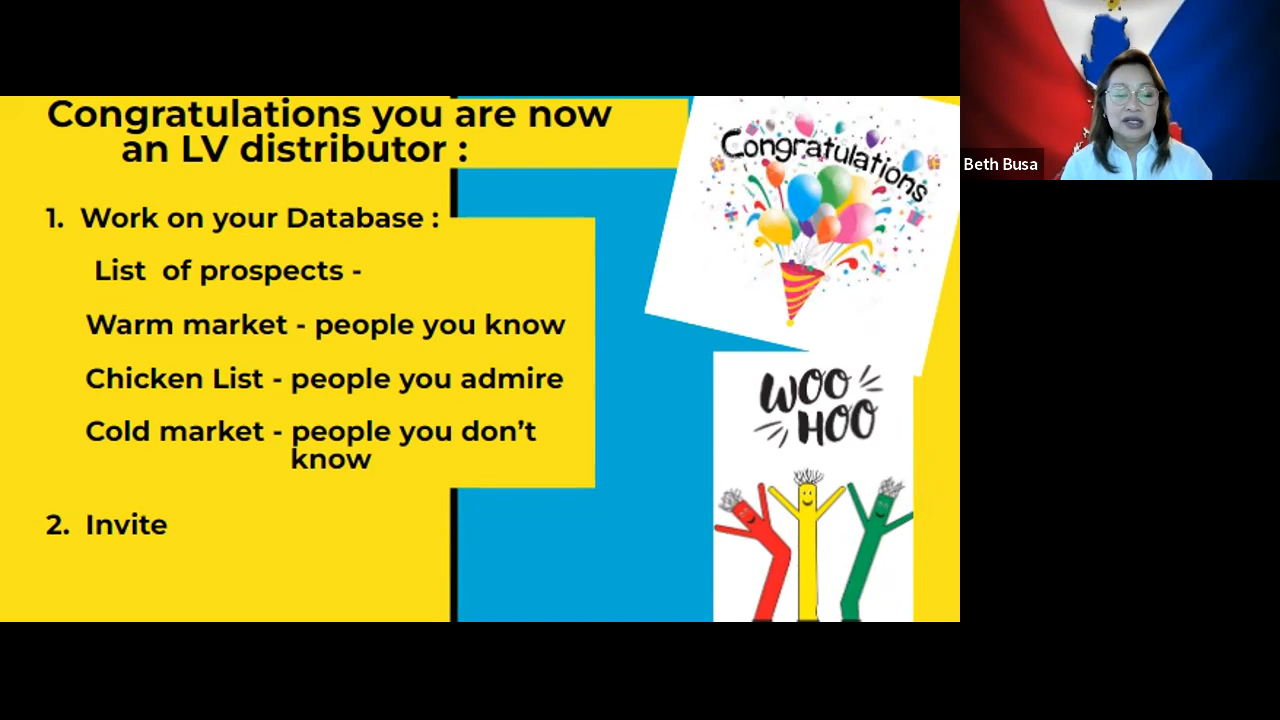 Congratulations you are now
an LV distributor :
1. Work on your Database :
List of prospects -
Warm market - people you know
Chicken List - people you admire
Cold market - people you don’t
know
2. Invite
Congratulations
WOO
HOO
Beth Busa